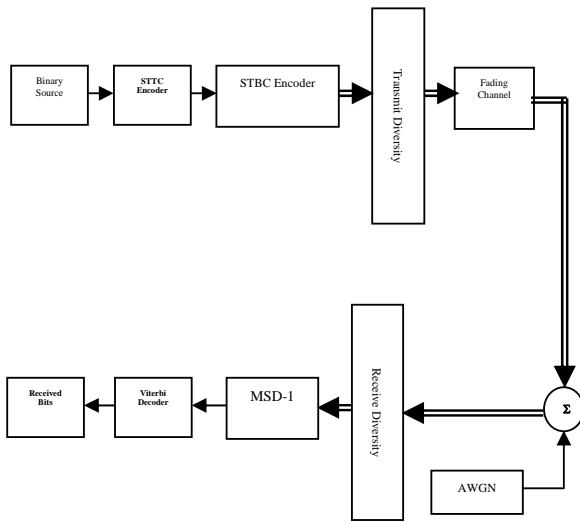 Binary
Source
STTC
Encoder
STBC Encoder
Transmit Diversity
Fading
Channel
Received
Bits
Viterbi
Decoder
MSD-1
Receive Diversity
Σ
AWGN